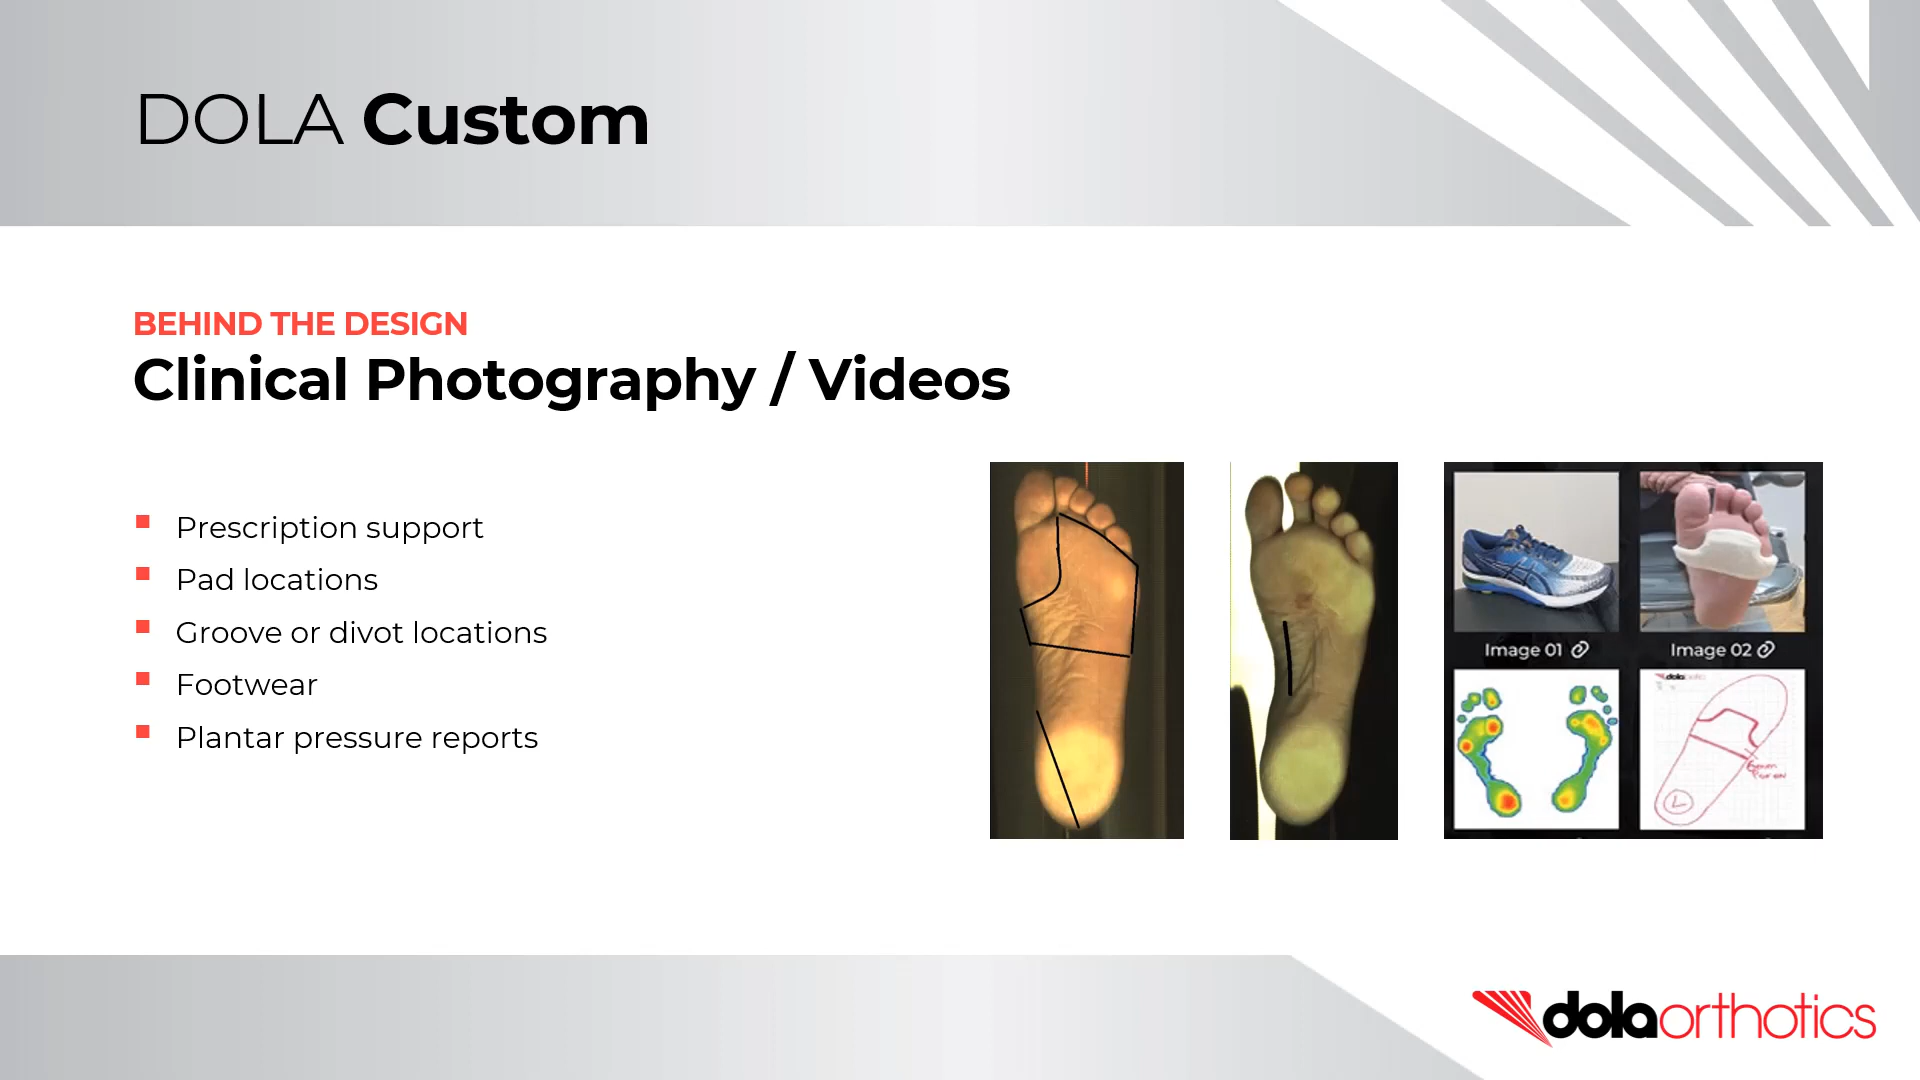 DOLA Custom
BEHIND THE DESIGN
Clinical Photography / Videos
Prescription support
Pad locations
Groove or divot locations
Footwear
Plantar pressure reports
Image 01
Image 02
L
dolaorthotics